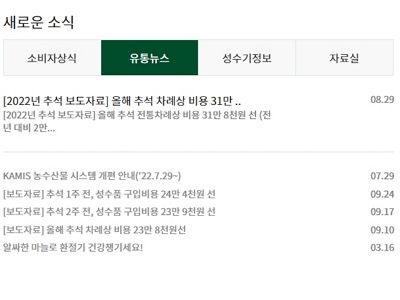 새로운 소식
소비자상식
유통뉴스
성수기정보
자료실
[2022년 추석 보도자료] 올해 추석 차례상 비용 31만 .. 08.29
[2022년 추석 보도자료] 올해 추석 전통차례상 비용 31만 8천원 선 (전
년 대비 2만...
KAMIS 농수산물 시스템 개편 안내('22.7.29~) 07.29
[보도자료] 추석 1주 전, 성수품 구입비용 24만 4천원 선 09.24
[보도자료] 추석 2주 전, 성수품 구입비용 23만 9천원 선 09.17
[보도자료] 올해 추석 차례상 비용 23만 8천원선 09.10
알싸한 마늘로 환절기 건강챙기세요! 03.16